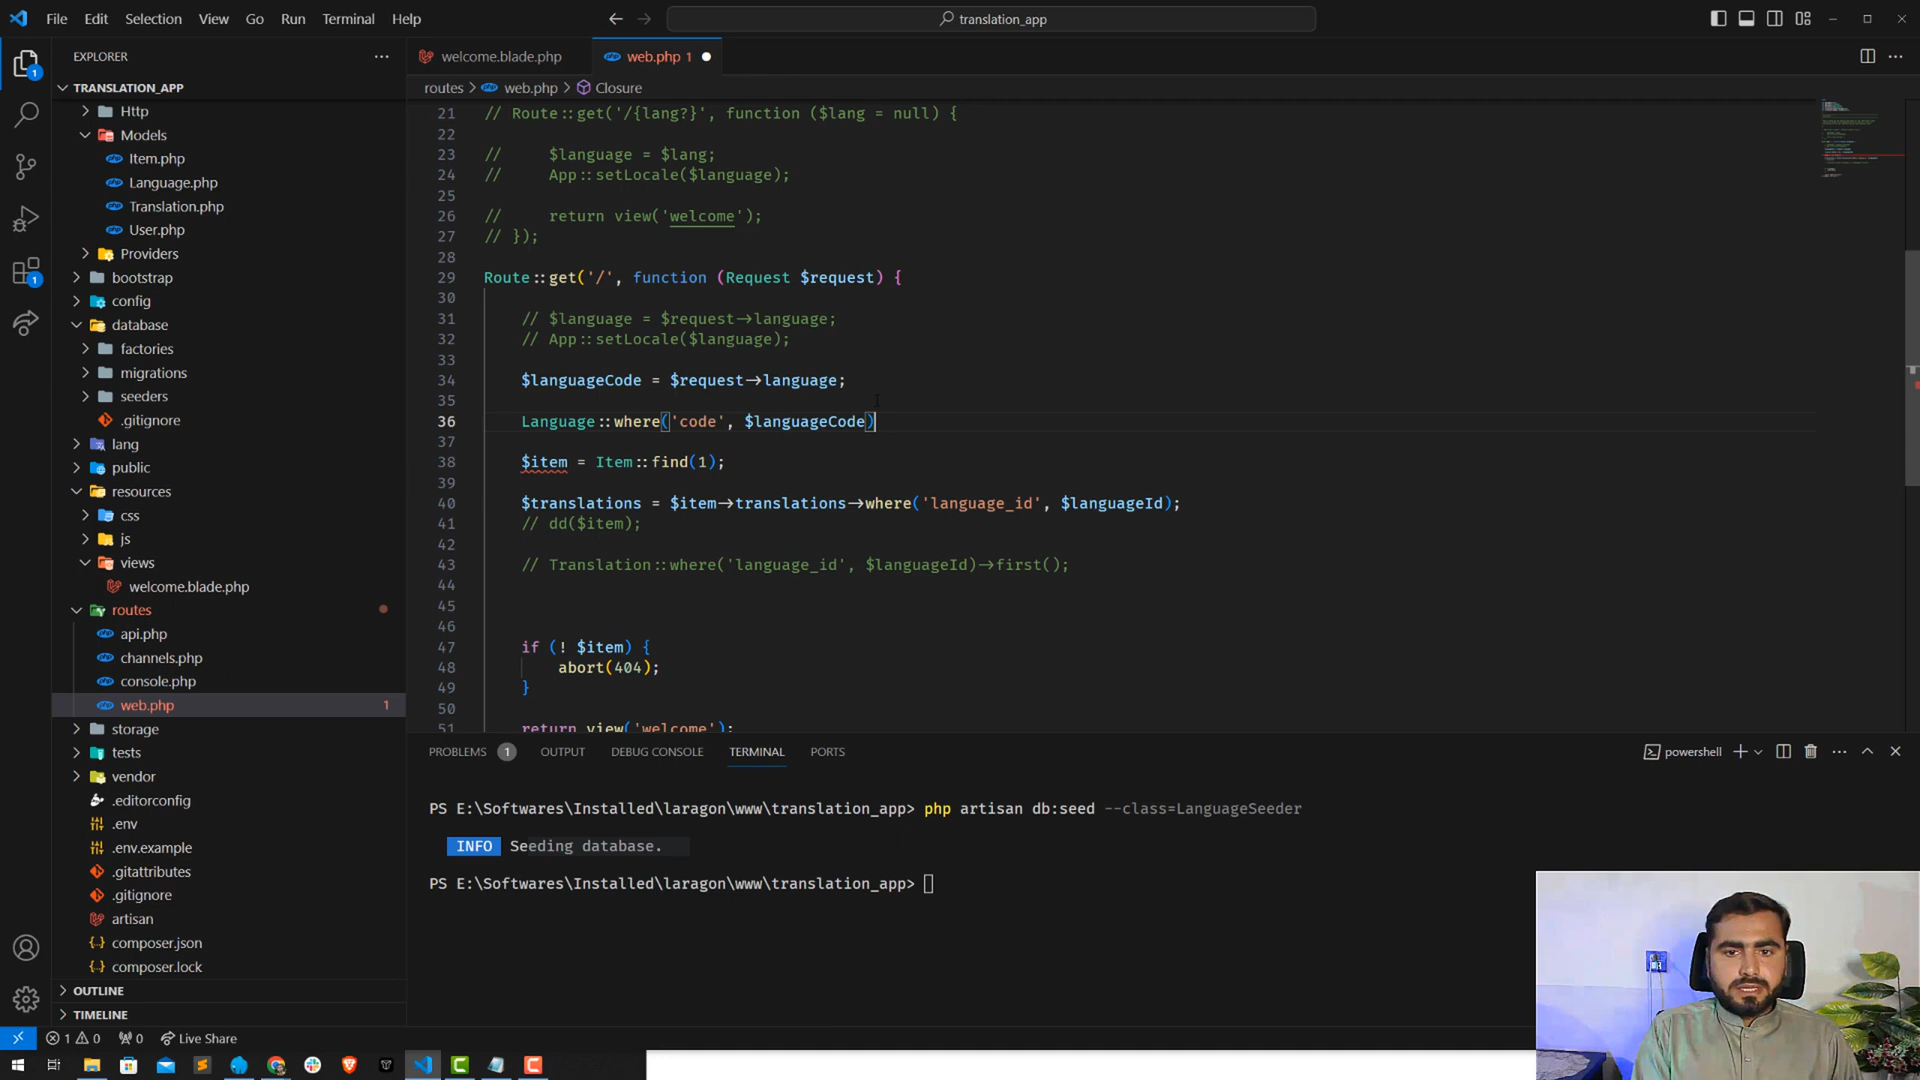 File Edit Selection View Go Run Terminal Help
translation_app
EXPLORER
TRANSLATION_APP
Http
Models
Item.php
Language.php
Translation.php
User.php
Providers
bootstrap
config
database
factories
migrations
seeders
.gitignore
lang
public
resources
css
js
views
welcome.blade.php
routes
api.php
channels.php
console.php
web.php 1
storage
tests
vendor
.editorconfig
.env
.env.example
.gitattributes
.gitignore
artisan
composer.json
composer.lock
OUTLINE
TIMELINE
welcome.blade.php
web.php 1
routes > web.php > Closure
21 // Route::get('/{lang?}', function ($lang = null) {
22
23 // $language = $lang;
24 // App::setLocale($language);
25
26 // return view('welcome');
27 // });
28
29 Route::get('/', function (Request $request) {
30
31 // $language = $request->language;
32 // App::setLocale($language);
33
34 $languageCode = $request->language;
35
36 Language::where('code', $languageCode)
37
38 $item = Item::find(1);
39
40 $translations = $item->translations->where('language_id', $languageId);
41 // dd($item);
42
43 // Translation::where('language_id', $languageId)->first();
44
45
46
47 if (! $item) {
48 abort(404);
49 }
50
51 return view('welcome');
PROBLEMS 1 OUTPUT DEBUG CONSOLE TERMINAL PORTS
powershell
PS E:\Softwares\Installed\laragon\www\translation_app> php artisan db:seed --class=LanguageSeeder
INFO Seeding database.
PS E:\Softwares\Installed\laragon\www\translation_app>
1 0 0 Live Share